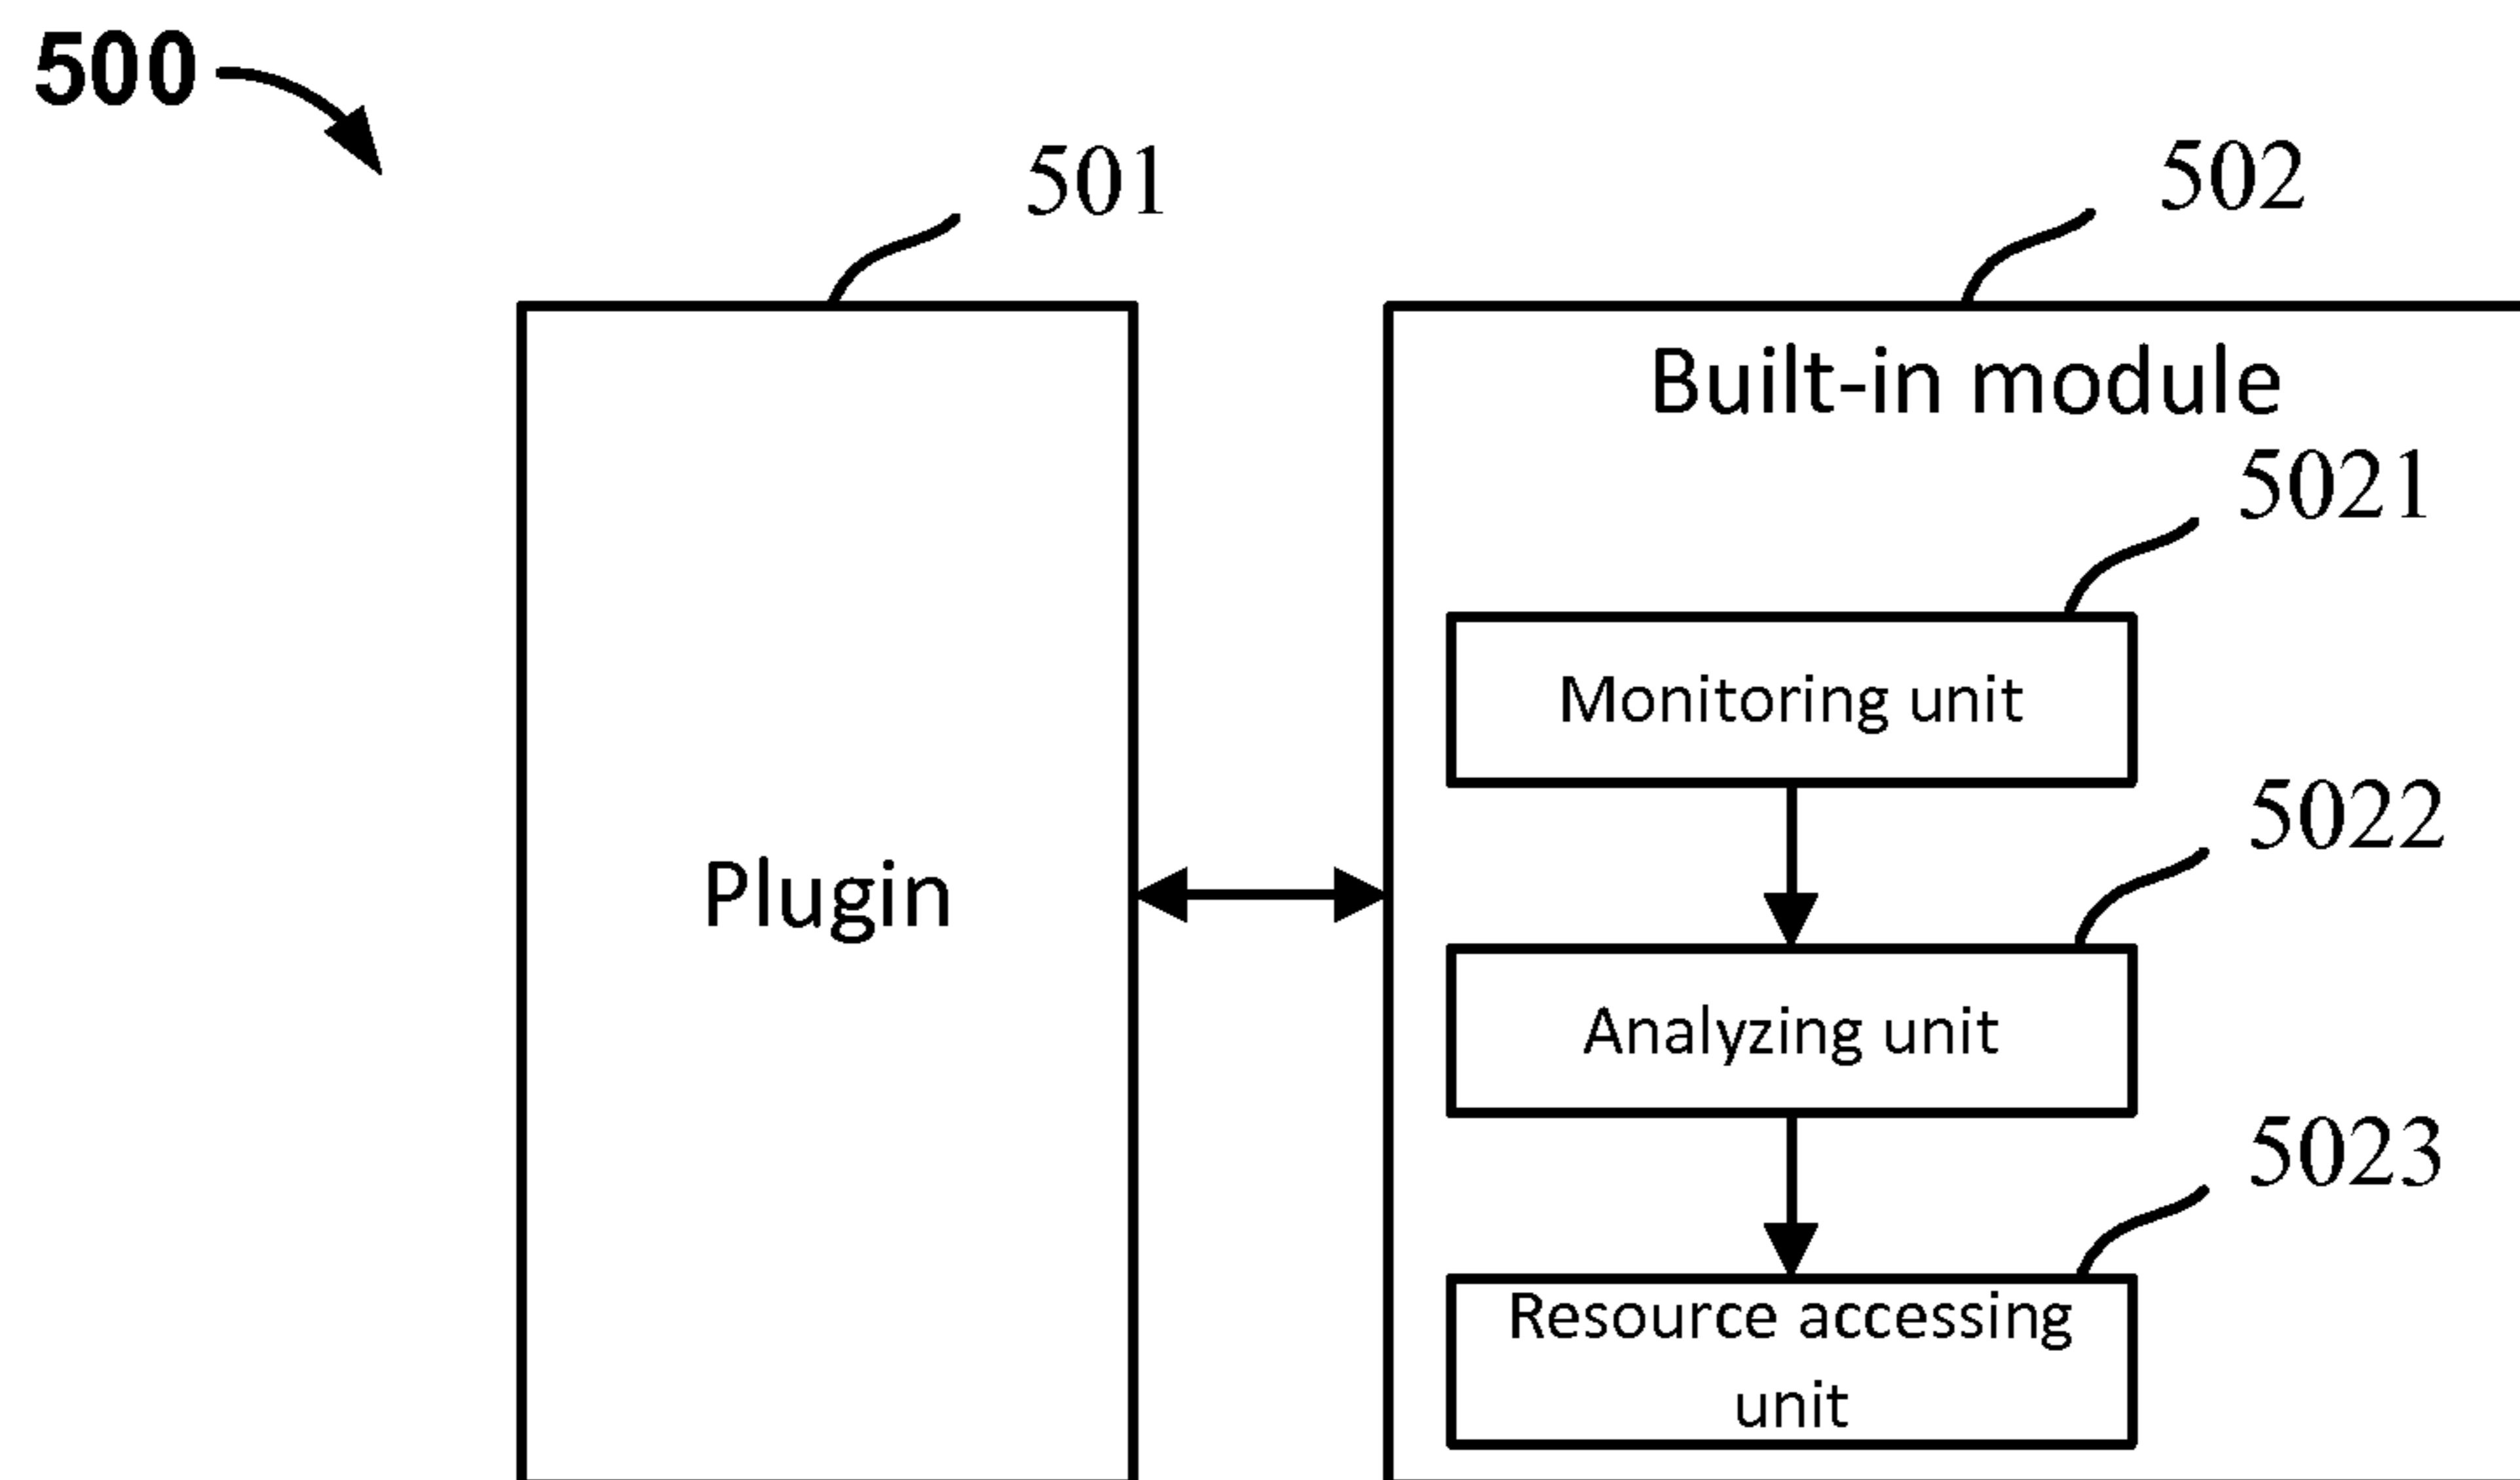 500
501
502
Built-in module
5021
Monitoring unit
5022
Plugin
Analyzing unit
5023
Resource accessing
unit